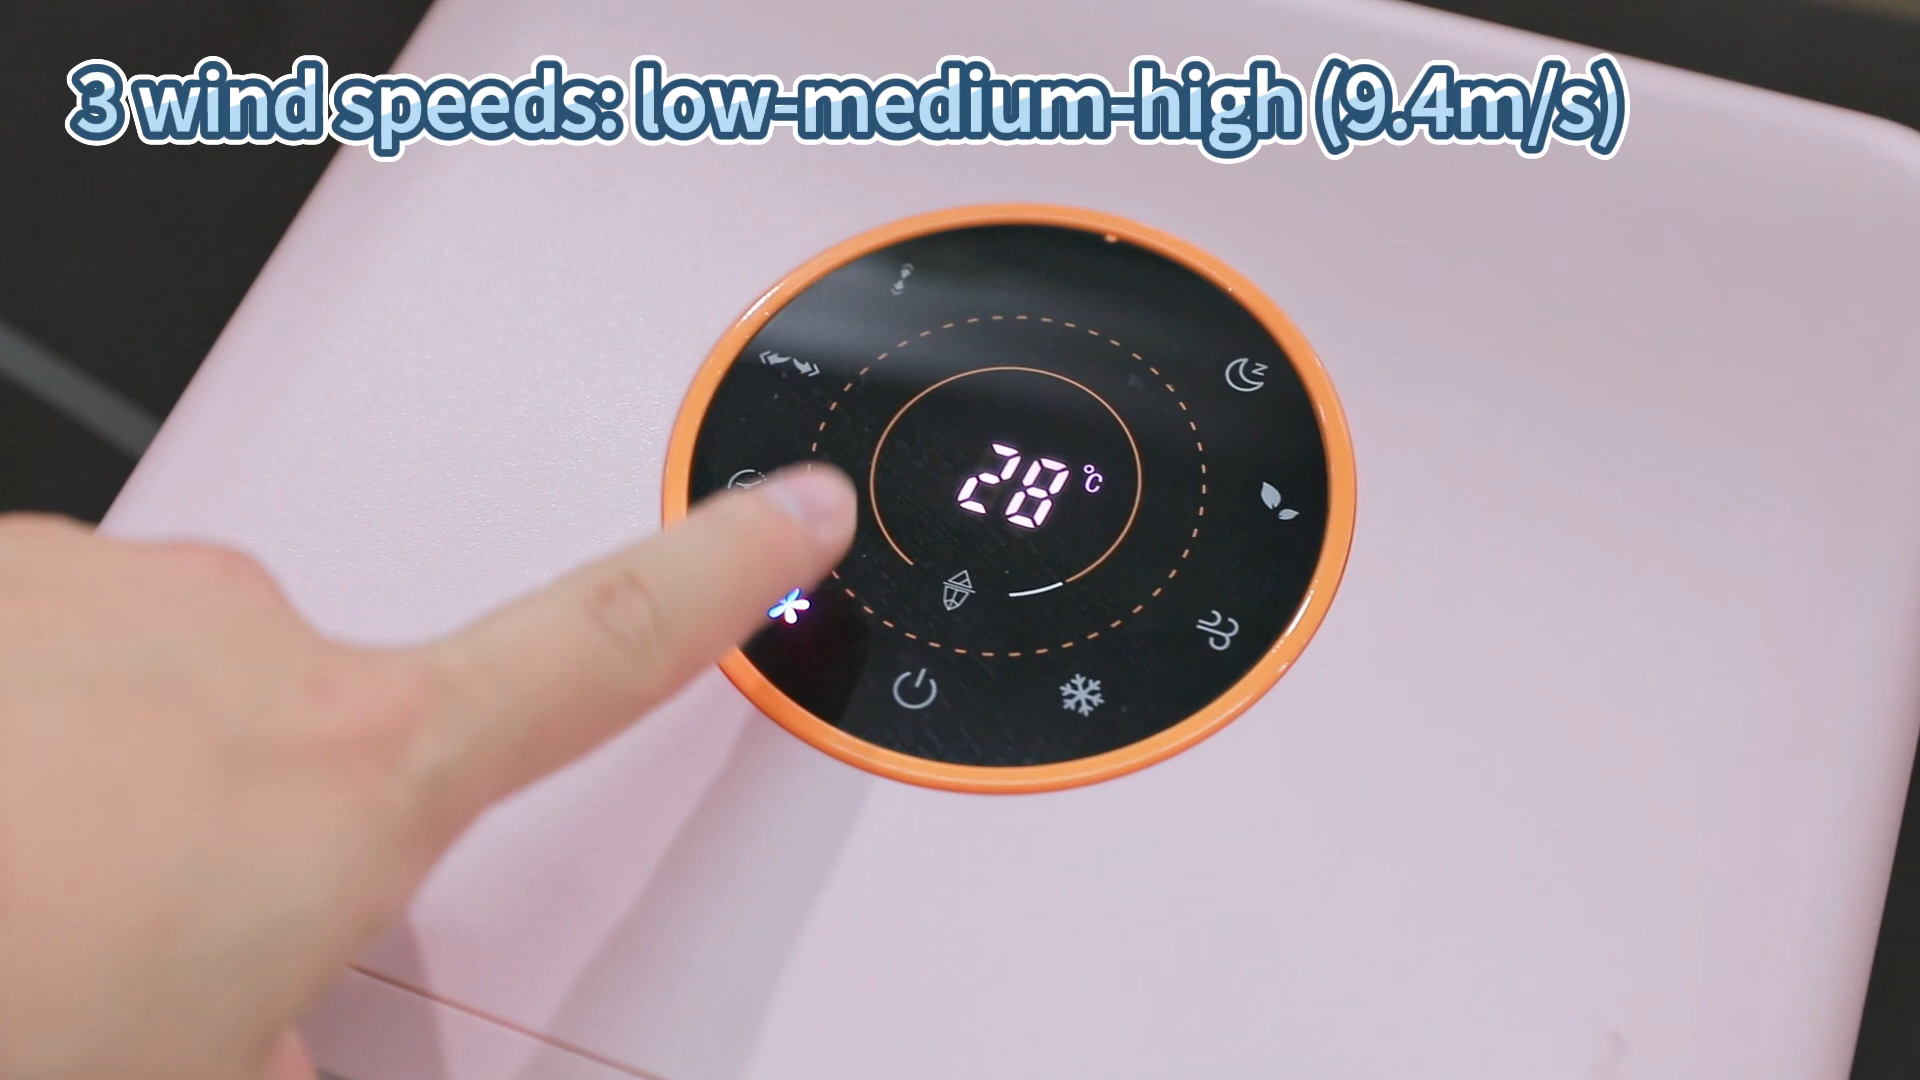 3 wind speeds: low-medium-high (9.4m/s)
z
28 ℃